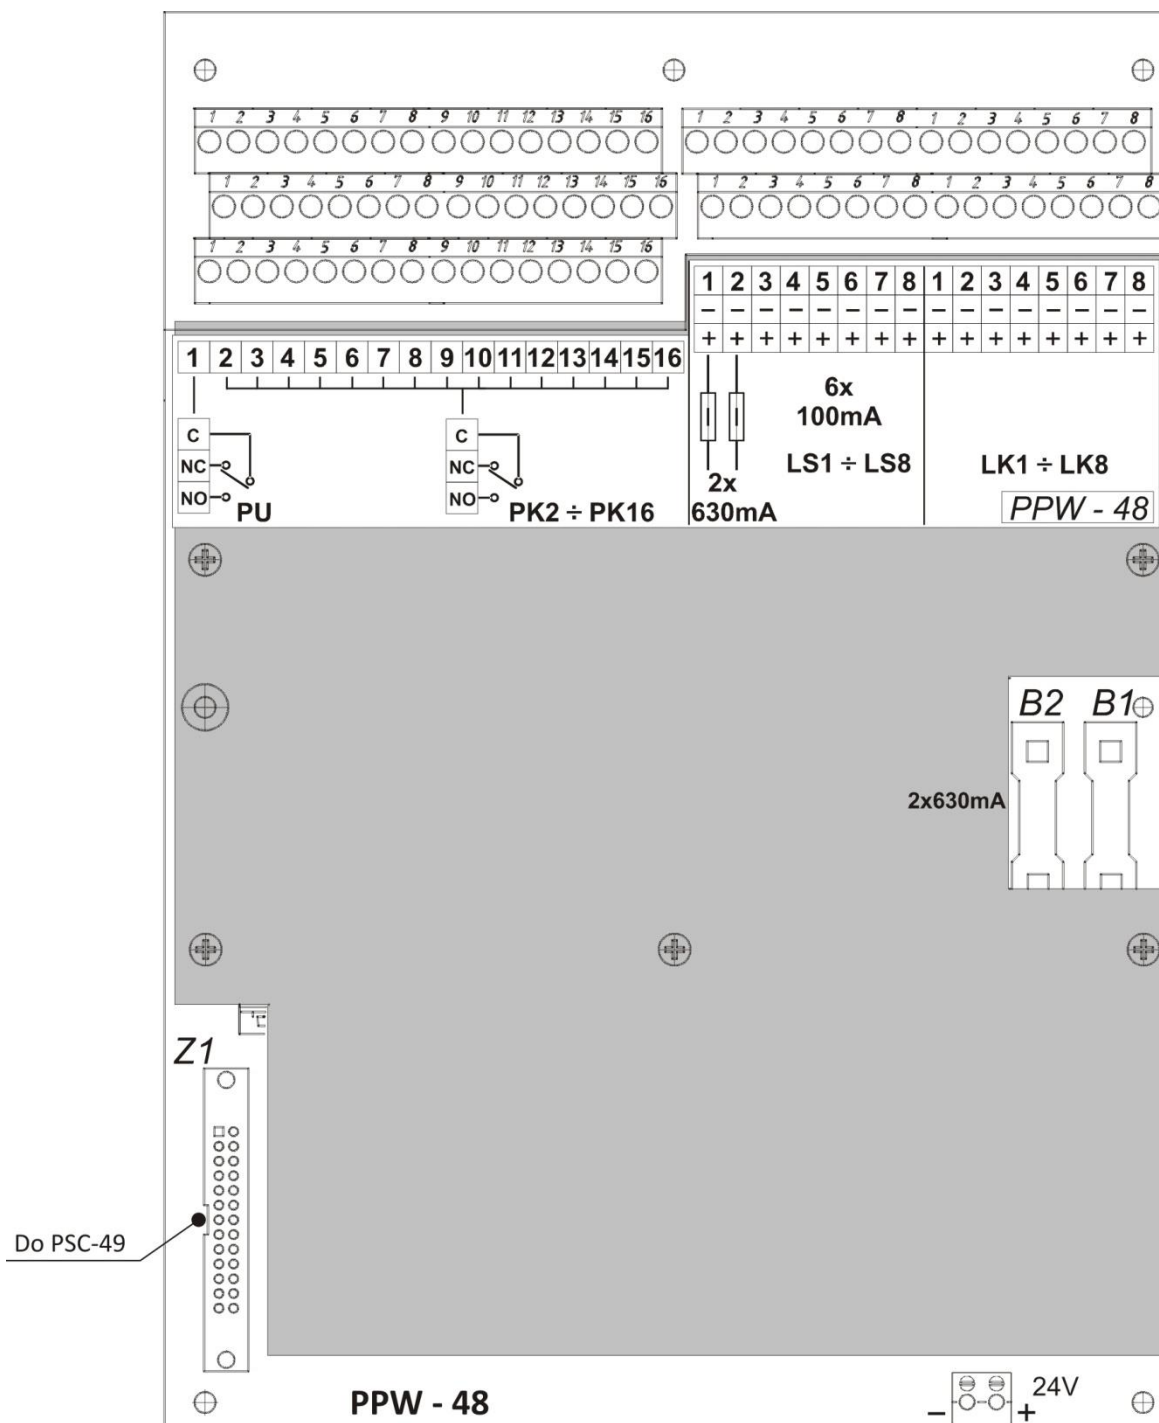 1 2 3 4 5 6 7 8 9 10 11 12 13 14 15 16 1 2 3 4 5 6 7 8 1 2 3 4 5 6 7 8
1 2 3 4 5 6 7 8 9 10 11 12 13 14 15 16 1 2 3 4 5 6 7 8 1 2 3 4 5 6 7 8
1 2 3 4 5 6 7 8 9 10 11 12 13 14 15 16
1 2 3 4 5 6 7 8 1 2 3 4 5 6 7 8
− − − − − − − − − − − − − − − −
+ + + + + + + + + + + + + + + +
1 2 3 4 5 6 7 8 9 10 11 12 13 14 15 16
6x
100mA
C C
NC NC LS1 ÷ LS8 LK1 ÷ LK8
2x
NO NO
PU PK2 ÷ PK16 630mA PPW - 48
B2 B1
2x630mA
Z1
Do PSC-49
24V
PPW - 48 − +